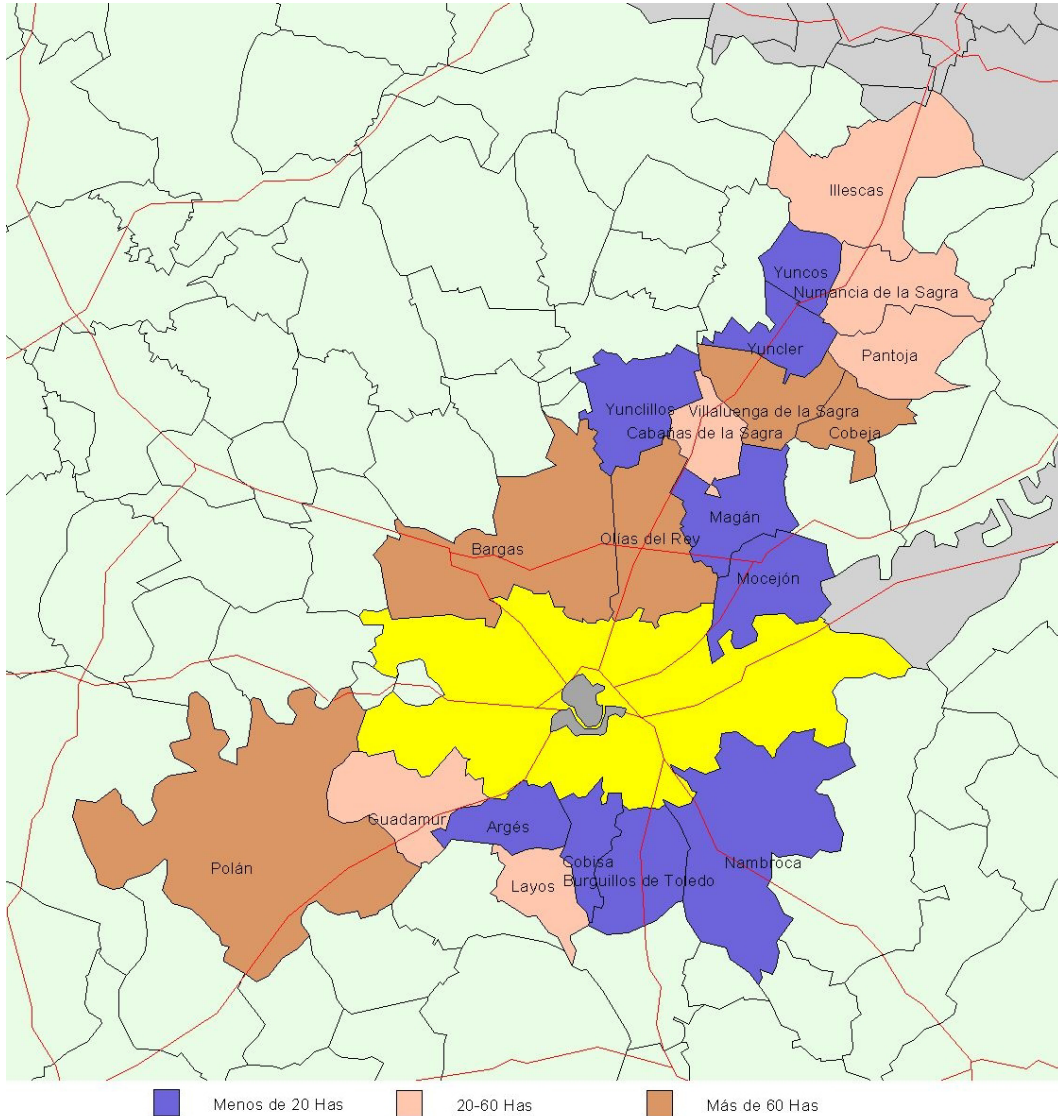 Illescas
Yuncos
Numancia de la Sagra
Yuncler
Pantoja
Yunclillos
Villaluenga de la Sagra
Cabañas de la Sagra
Cobeja
Magán
Olías del Rey
Bargas
Mocejón
Guadamur
Argés
Polán
Cobisa
Nambroca
Layos
Burguillos de Toledo
Menos de 20 Has
20-60 Has
Más de 60 Has